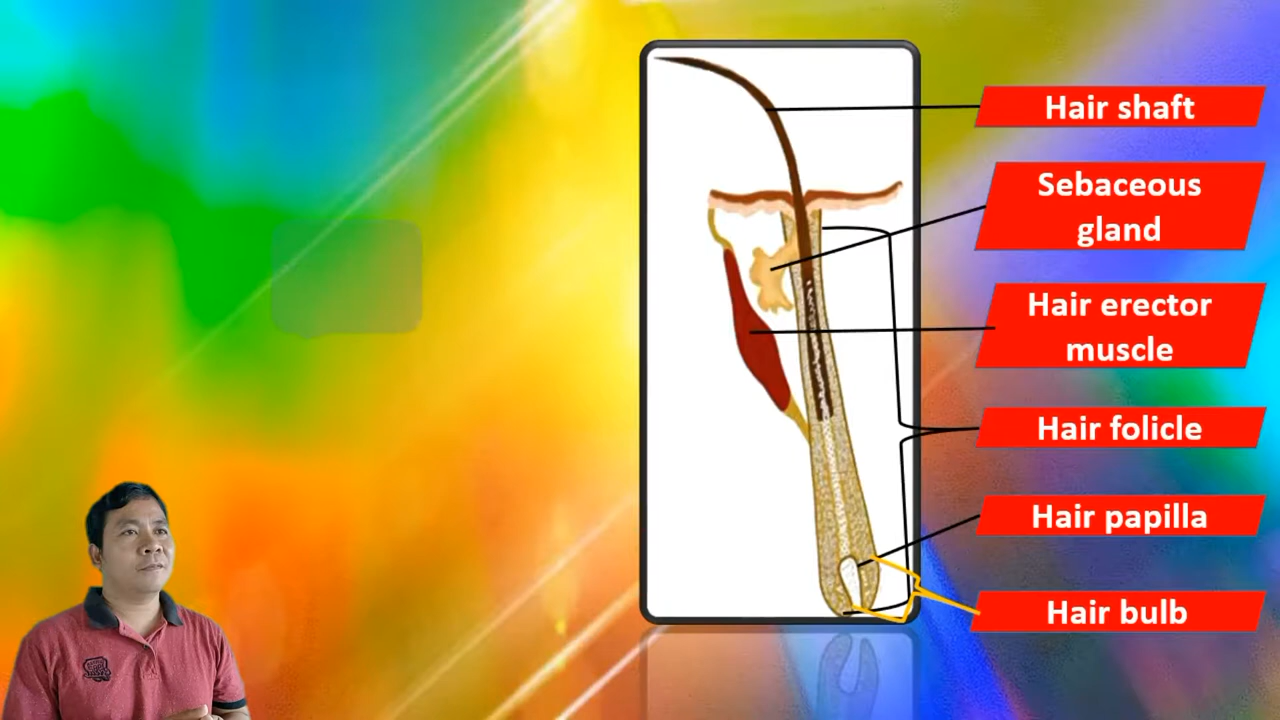 Hair shaft
Sebaceous
gland
Hair erector
muscle
Hair folicle
Hair papilla
Hair bulb